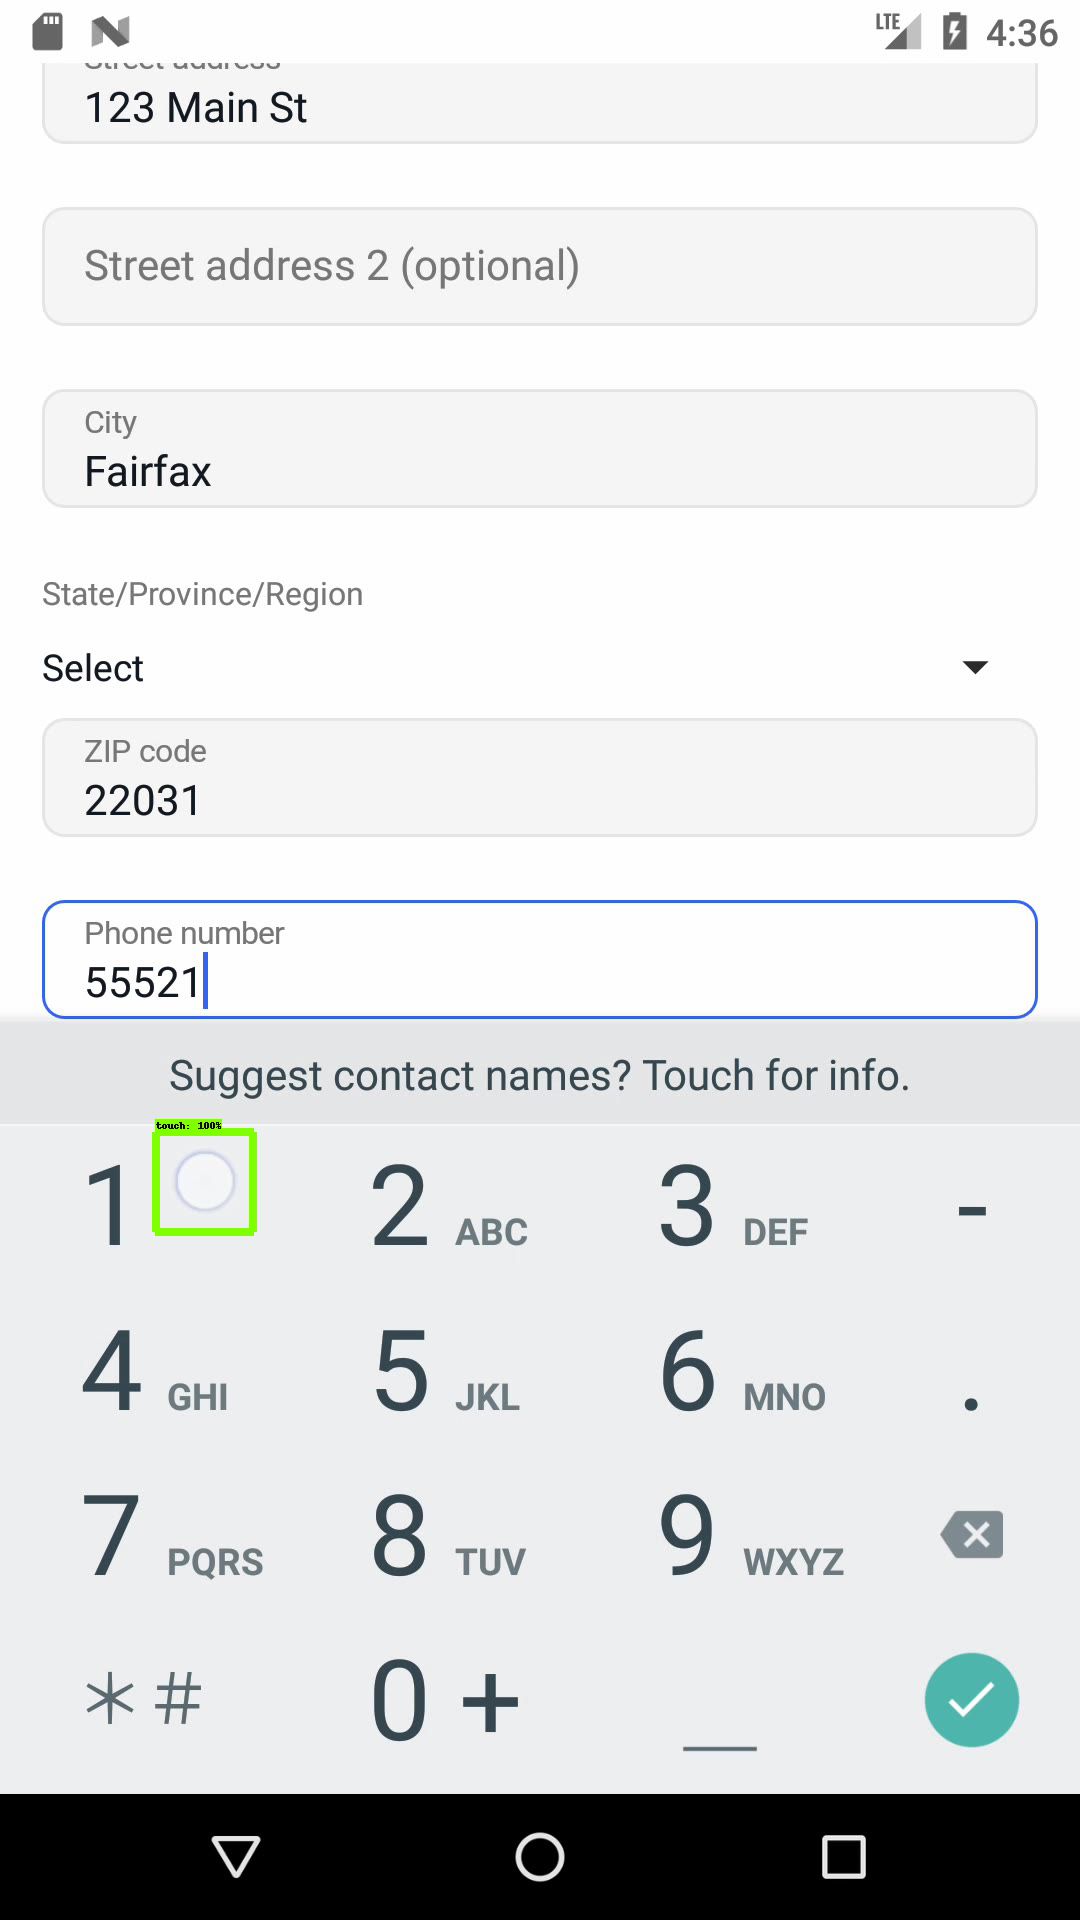 LTE 4:36
Street address
123 Main St
Street address 2 (optional)
City
Fairfax
State/Province/Region
Select
ZIP code
22031
Phone number
55521
Suggest contact names? Touch for info.
touch: 100%
1 2 ABC 3 DEF -
4 GHI 5 JKL 6 MNO .
7 PQRS 8 TUV 9 WXYZ
*# 0 + _